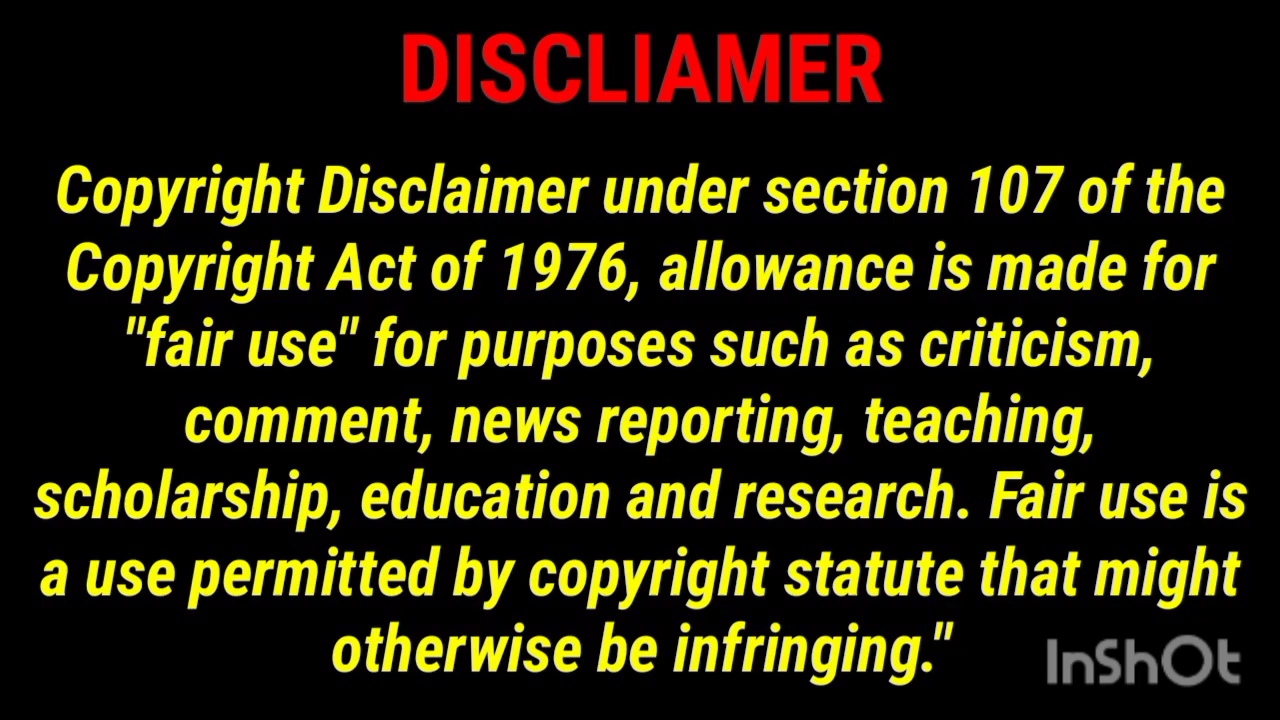 DISCLIAMER
Copyright Disclaimer under section 107 of the
Copyright Act of 1976, allowance is made for
"fair use" for purposes such as criticism,
comment, news reporting, teaching,
scholarship, education and research. Fair use is
a use permitted by copyright statute that might
otherwise be infringing."
InShOt